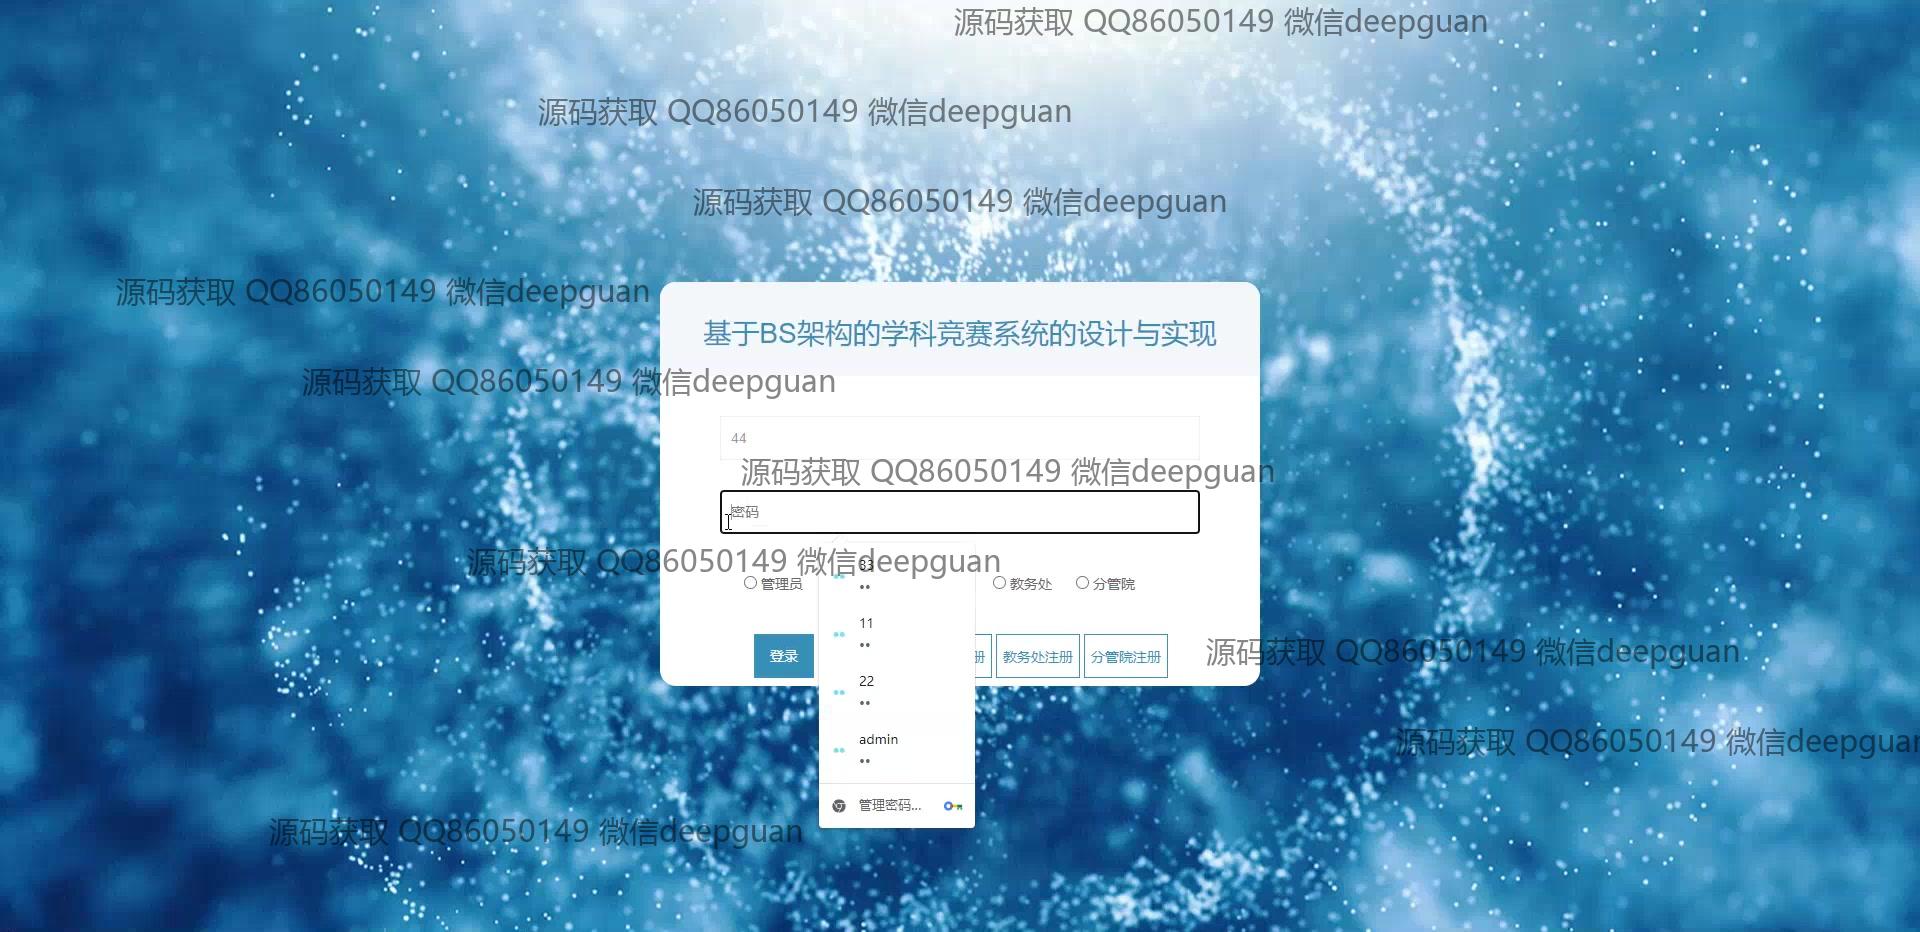 源码获取 QQ86050149 微信deepguan
源码获取 QQ86050149 微信deepguan
源码获取 QQ86050149 微信deepguan
源码获取 QQ86050149 微信deepguan
基于BS架构的学科竞赛系统的设计与实现
源码获取 QQ86050149 微信deepguan
44
源码获取 QQ86050149 微信deepguan
密码
源码获取 QQ86050149 微信deepguan
33
••
管理员
教务处
分管院
11
••
登录
册
教务处注册
分管院注册
源码获取 QQ86050149 微信deepguan
22
••
admin
••
源码获取 QQ86050149 微信deepguan
管理密码...
源码获取 QQ86050149 微信deepguan